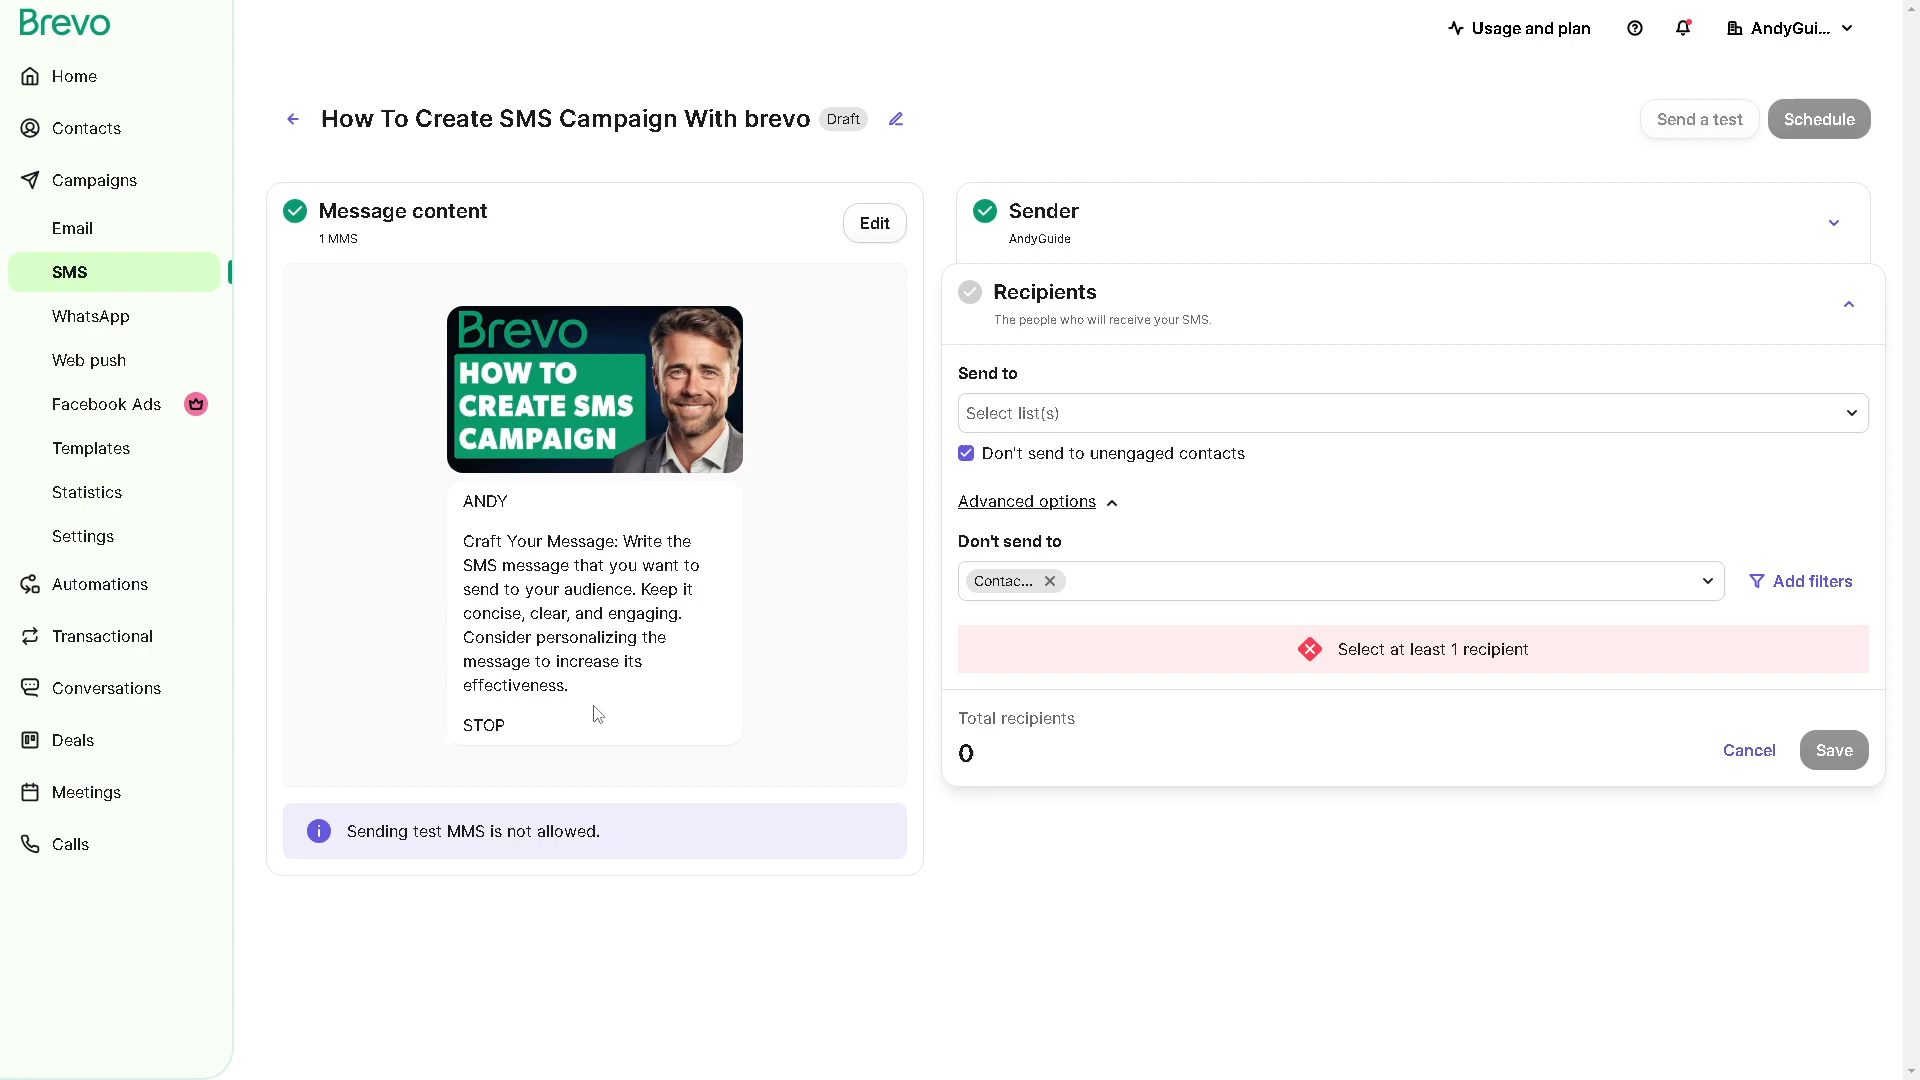 Brevo
Home
Contacts
Campaigns
Email
SMS
WhatsApp
Web push
Facebook Ads
Templates
Statistics
Settings
Automations
Transactional
Conversations
Deals
Meetings
Calls
Usage and plan
AndyGui...
How To Create SMS Campaign With brevo
Draft
Send a test
Schedule
Message content
1 MMS
Edit
Brevo
HOW TO
CREATE SMS
CAMPAIGN
ANDY
Craft Your Message: Write the
SMS message that you want to
send to your audience. Keep it
concise, clear, and engaging.
Consider personalizing the
message to increase its
effectiveness.
STOP
Sending test MMS is not allowed.
Sender
AndyGuide
Recipients
The people who will receive your SMS.
Send to
Select list(s)
Don't send to unengaged contacts
Advanced options
Don't send to
Contac...
Add filters
Select at least 1 recipient
Total recipients
0
Cancel
Save